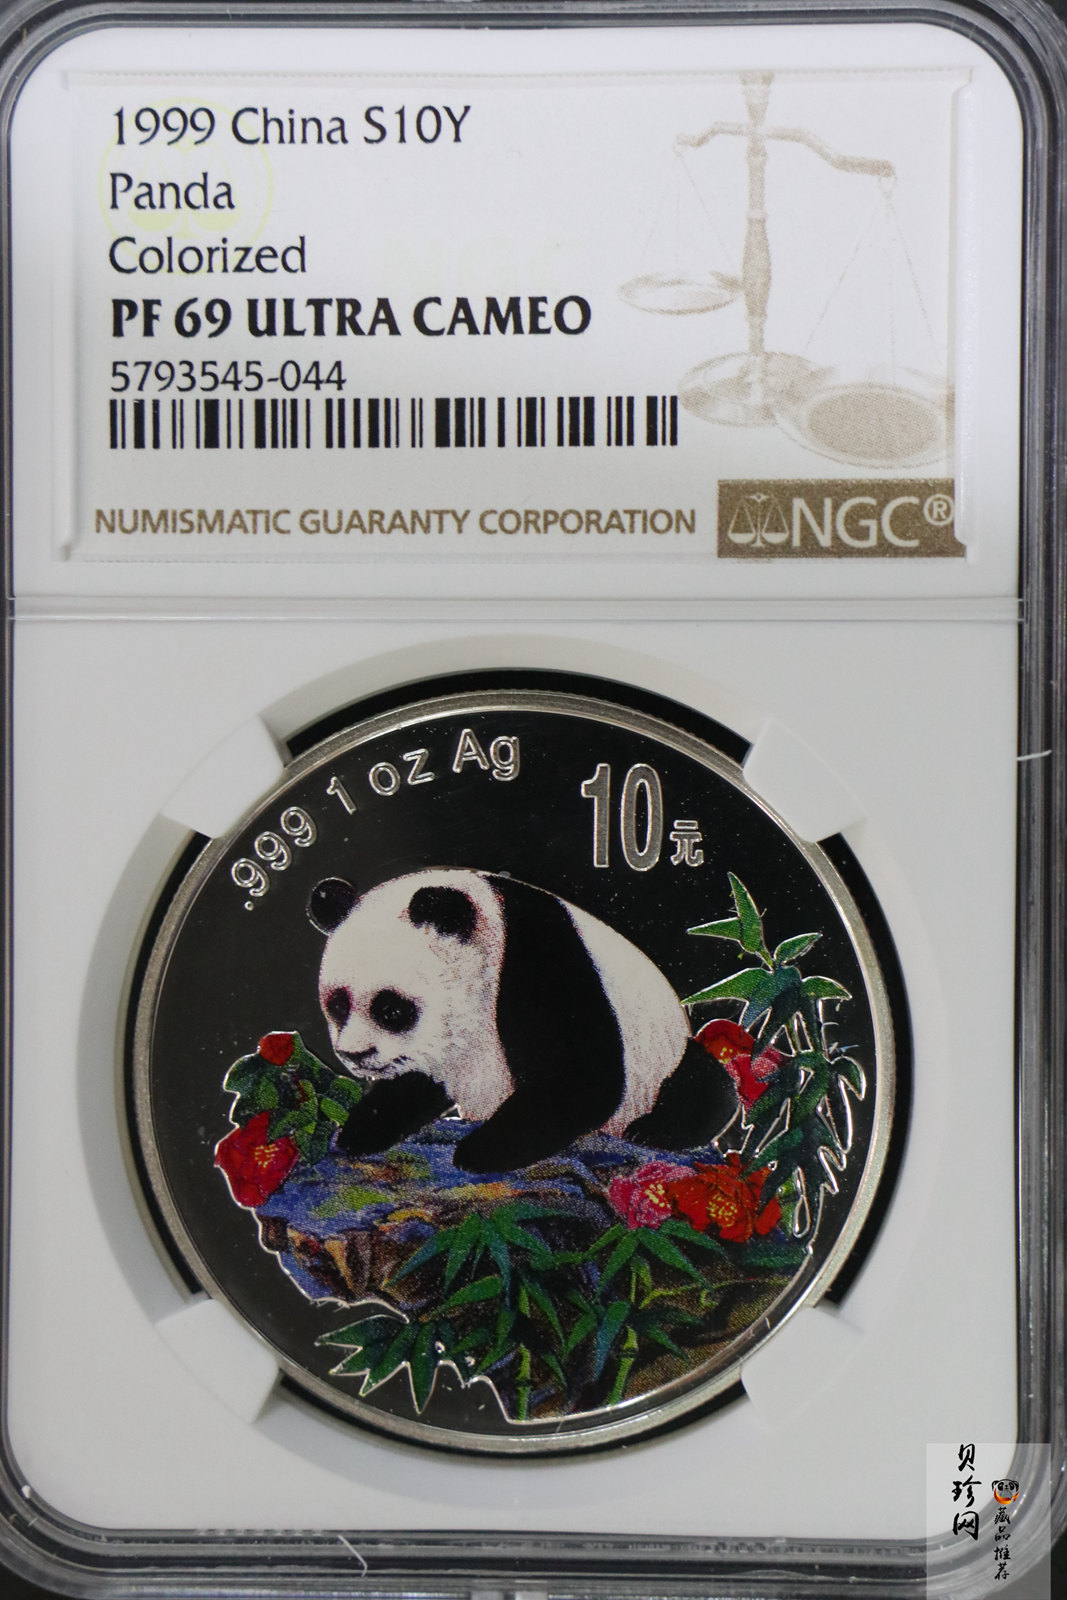 1999 China S10Y
Panda
Colorized
PF 69 ULTRA CAMEO
5793545-044
NUMISMATIC GUARANTY CORPORATION
NGC®
.999 1 oz Ag
10元
贝珍网
藏品推荐